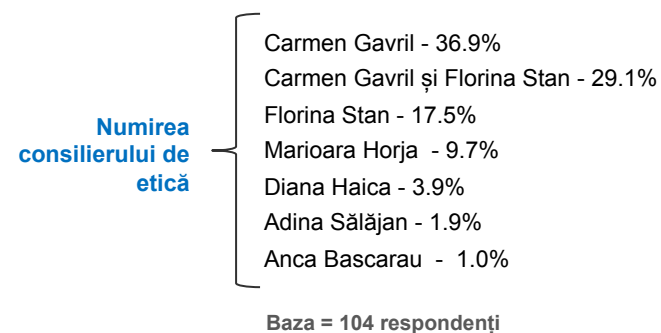 Numirea
consilierului de
etică
Carmen Gavril - 36.9%
Carmen Gavril și Florina Stan - 29.1%
Florina Stan - 17.5%
Marioara Horja  - 9.7%
Diana Haica - 3.9%
Adina Sălăjan - 1.9%
Anca Bascarau  -  1.0%
Baza = 104 respondenți